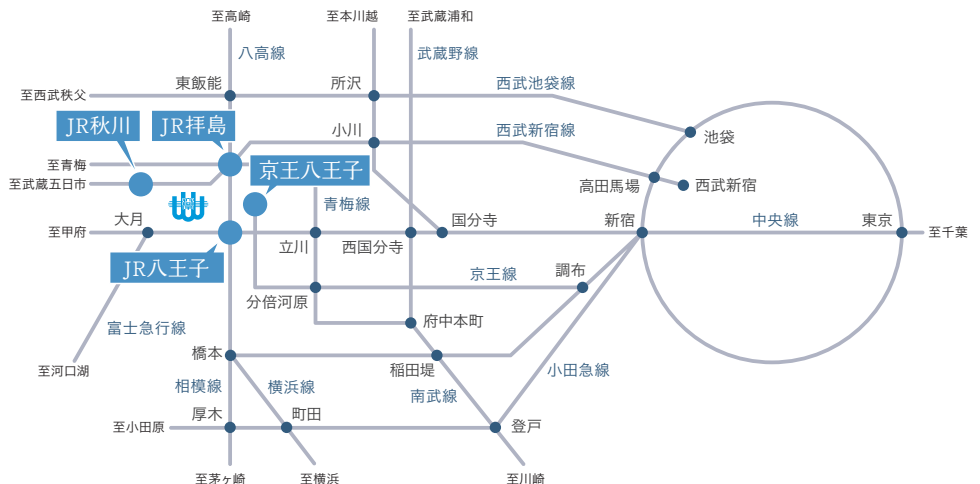 至高崎
至本川越
至武蔵浦和
八高線
武蔵野線
東飯能
所沢
西武池袋線
至西武秩父
JR秋川
JR拝島
小川
西武新宿線
池袋
至青梅
京王八王子
高田馬場
西武新宿
至武蔵五日市
青梅線
大月
国分寺
新宿
中央線
東京
至甲府
立川
西国分寺
至千葉
JR八王子
京王線
調布
分倍河原
富士急行線
府中本町
橋本
至河口湖
稲田堤
小田急線
相模線
横浜線
南武線
厚木
町田
至小田原
登戸
至茅ヶ崎
至横浜
至川崎